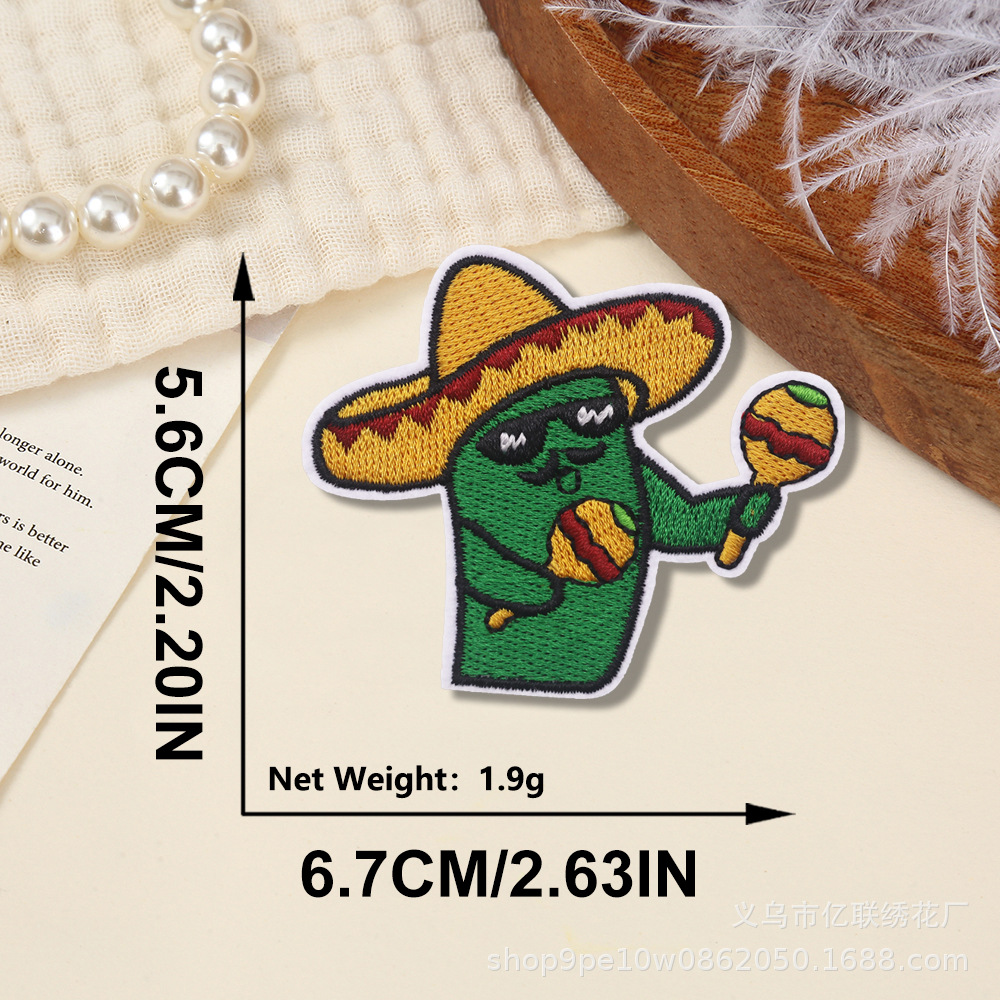 longer alone.
world for him.
rs is better
ne like
5.6CM/2.20IN
Net Weight: 1.9g
6.7CM/2.63IN
义乌市亿联绣花厂
shop9pe10w0862050.1688.com